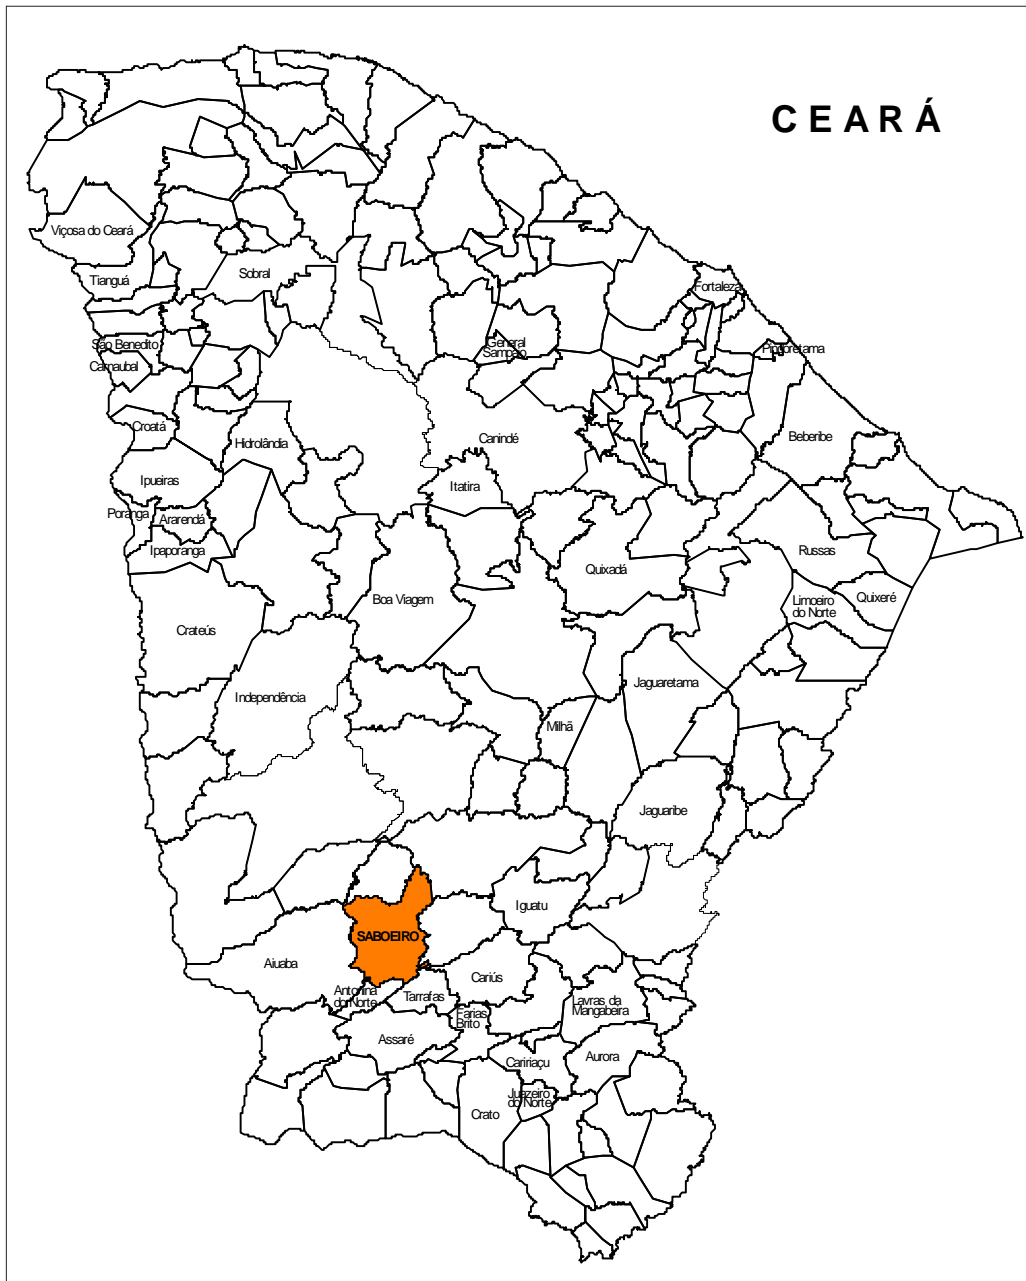 CEARÁ
Viçosa do Ceará
Tianguá
Sobral
Fortaleza
São Benedito
Carnaubal
General
Sampaio
Croatá
Hidrolândia
Canindé
Beberibe
Ipueiras
Itatira
Poranga
Ararendá
Ipaporanga
Russas
Quixadá
Boa Viagem
Limoeiro
do Norte
Quixeré
Crateús
Independência
Jaguaretama
Milhã
Jaguaribe
Iguatu
SABOEIRO
Aiuaba
Cariús
Antonina
do Norte
Tarrafas
Lavras da
Mangabeira
Farias
Brito
Assaré
Caririaçu
Aurora
Juazeiro
do Norte
Crato